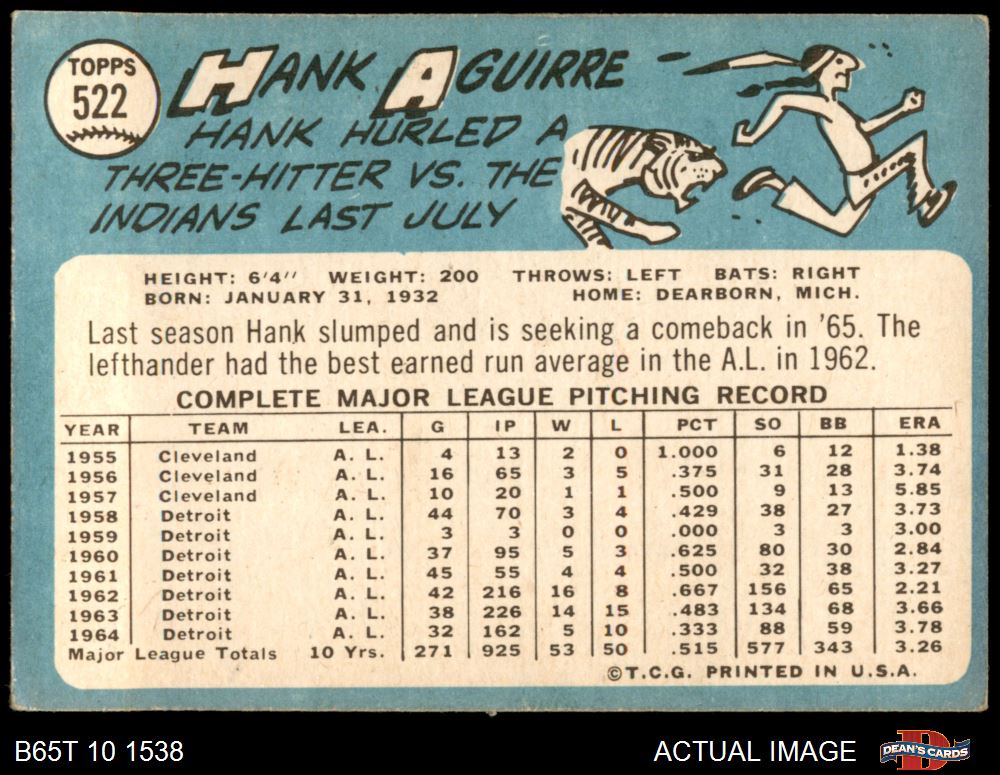 TOPPS
522
HANK AGUIRRE
HANK HURLED A
THREE-HITTER VS. THE
INDIANS LAST JULY
HEIGHT: 6'4" WEIGHT: 200 THROWS: LEFT BATS: RIGHT
BORN: JANUARY 31, 1932 HOME: DEARBORN, MICH.
Last season Hank slumped and is seeking a comeback in '65. The
lefthander had the best earned run average in the A.L. in 1962.
COMPLETE MAJOR LEAGUE PITCHING RECORD
YEAR TEAM LEA. G IP W L PCT SO BB ERA
1955 Cleveland A. L. 4 13 2 0 1.000 6 12 1.38
1956 Cleveland A. L. 16 65 3 5 .375 31 28 3.74
1957 Cleveland A. L. 10 20 1 1 .500 9 13 5.85
1958 Detroit A. L. 44 70 3 4 .429 38 27 3.73
1959 Detroit A. L. 3 3 0 0 .000 3 3 3.00
1960 Detroit A. L. 37 95 5 3 .625 80 30 2.84
1961 Detroit A. L. 45 55 4 4 .500 32 38 3.27
1962 Detroit A. L. 42 216 16 8 .667 156 65 2.21
1963 Detroit A. L. 38 226 14 15 .483 134 68 3.66
1964 Detroit A. L. 32 162 5 10 .333 88 59 3.78
Major League Totals 10 Yrs. 271 925 53 50 .515 577 343 3.26
©T.C.G. PRINTED IN U.S.A.
B65T 10 1538 ACTUAL IMAGE
D
DEAN'S CARDS